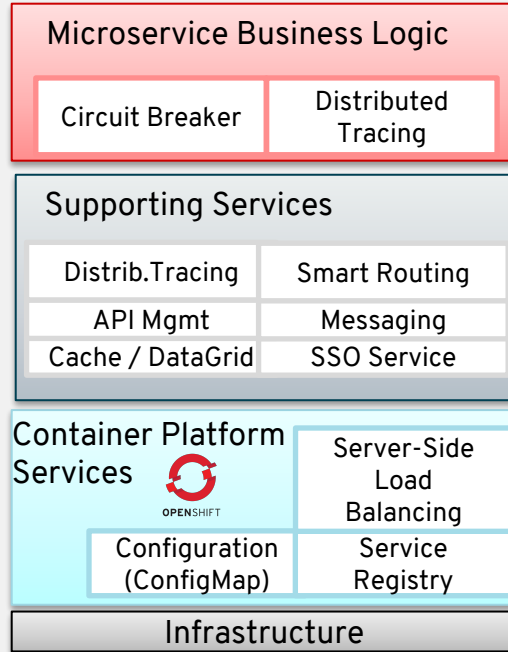 Microservice Business Logic
Circuit Breaker
Distributed
Tracing
Supporting Services
Distrib.Tracing
Smart Routing
API Mgmt
Messaging
Cache / DataGrid
SSO Service
Container Platform
Services
OPENSHIFT
Server-Side
Load
Balancing
Configuration
(ConfigMap)
Service
Registry
Infrastructure